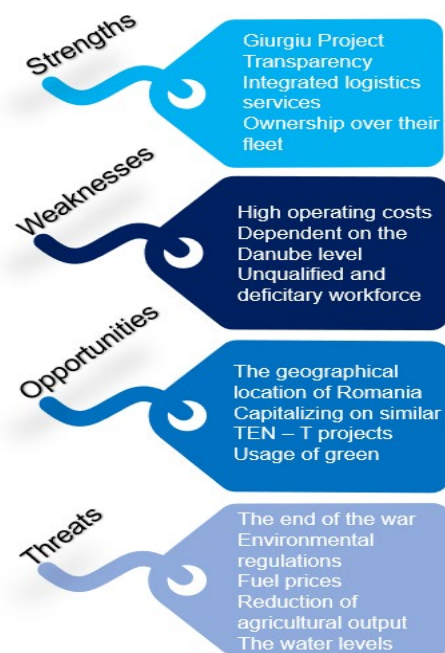 Strengths
Giurgiu Project
Transparency
Integrated logistics
services
Ownership over their
fleet
Weaknesses
High operating costs
Dependent on the
Danube level
Unqualified and
deficitary workforce
Opportunities
The geographical
location of Romania
Capitalizing on similar
TEN – T projects
Usage of green
Threats
The end of the war
Environmental
regulations
Fuel prices
Reduction of
agricultural output
The water levels